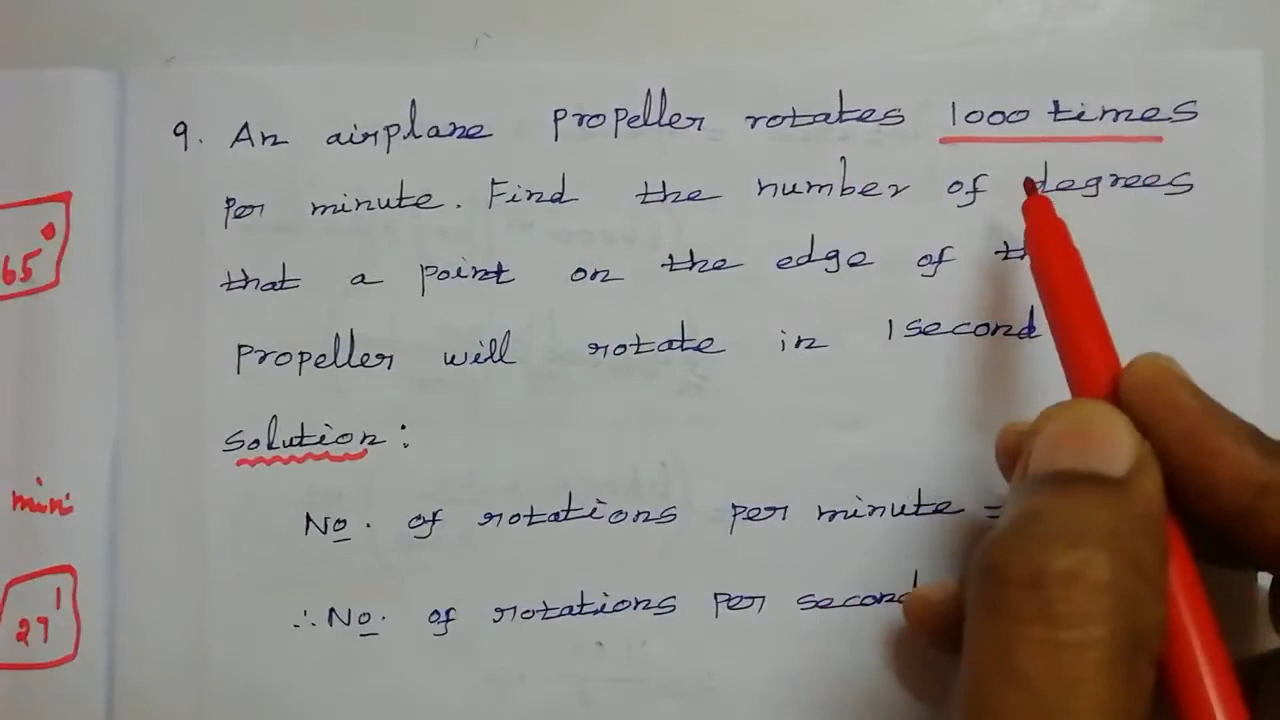 9. An airplane propeller rotates 1000 times
per minute. Find the number of degrees
that a point on the edge of
propeller will rotate in 1 second
Solution:
No. of rotations per minute =
∴ No. of rotations per second
65°
min
27'